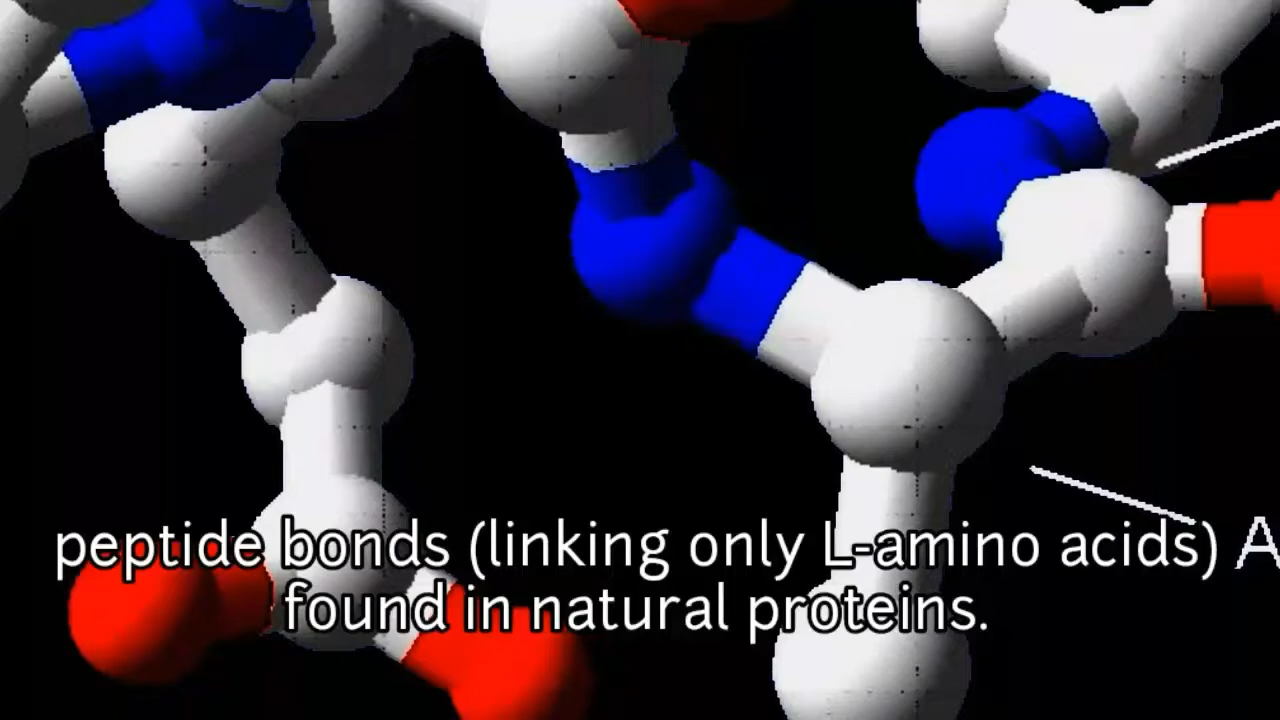 peptide bonds (linking only L-amino acids)
found in natural proteins.
A